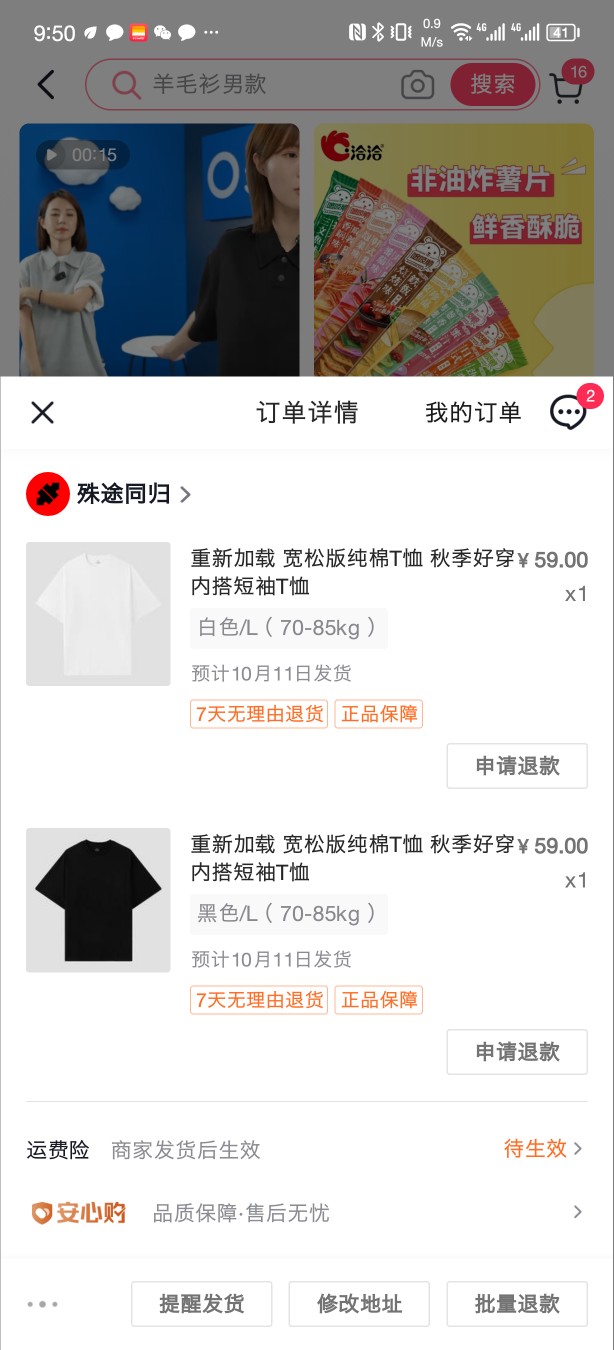 9:50
0.9
M/s
4G
4G
41
羊毛衫男款
搜索
16
00:15
洽洽
非油炸薯片
鲜香酥脆
订单详情
我的订单
2
殊途同归
重新加载 宽松版纯棉T恤 秋季好穿
¥ 59.00
内搭短袖T恤
x1
白色/L（70-85kg）
预计10月11日发货
7天无理由退货
正品保障
申请退款
重新加载 宽松版纯棉T恤 秋季好穿
¥ 59.00
内搭短袖T恤
x1
黑色/L（70-85kg）
预计10月11日发货
7天无理由退货
正品保障
申请退款
运费险 商家发货后生效 待生效
安心购 品质保障·售后无忧
提醒发货
修改地址
批量退款